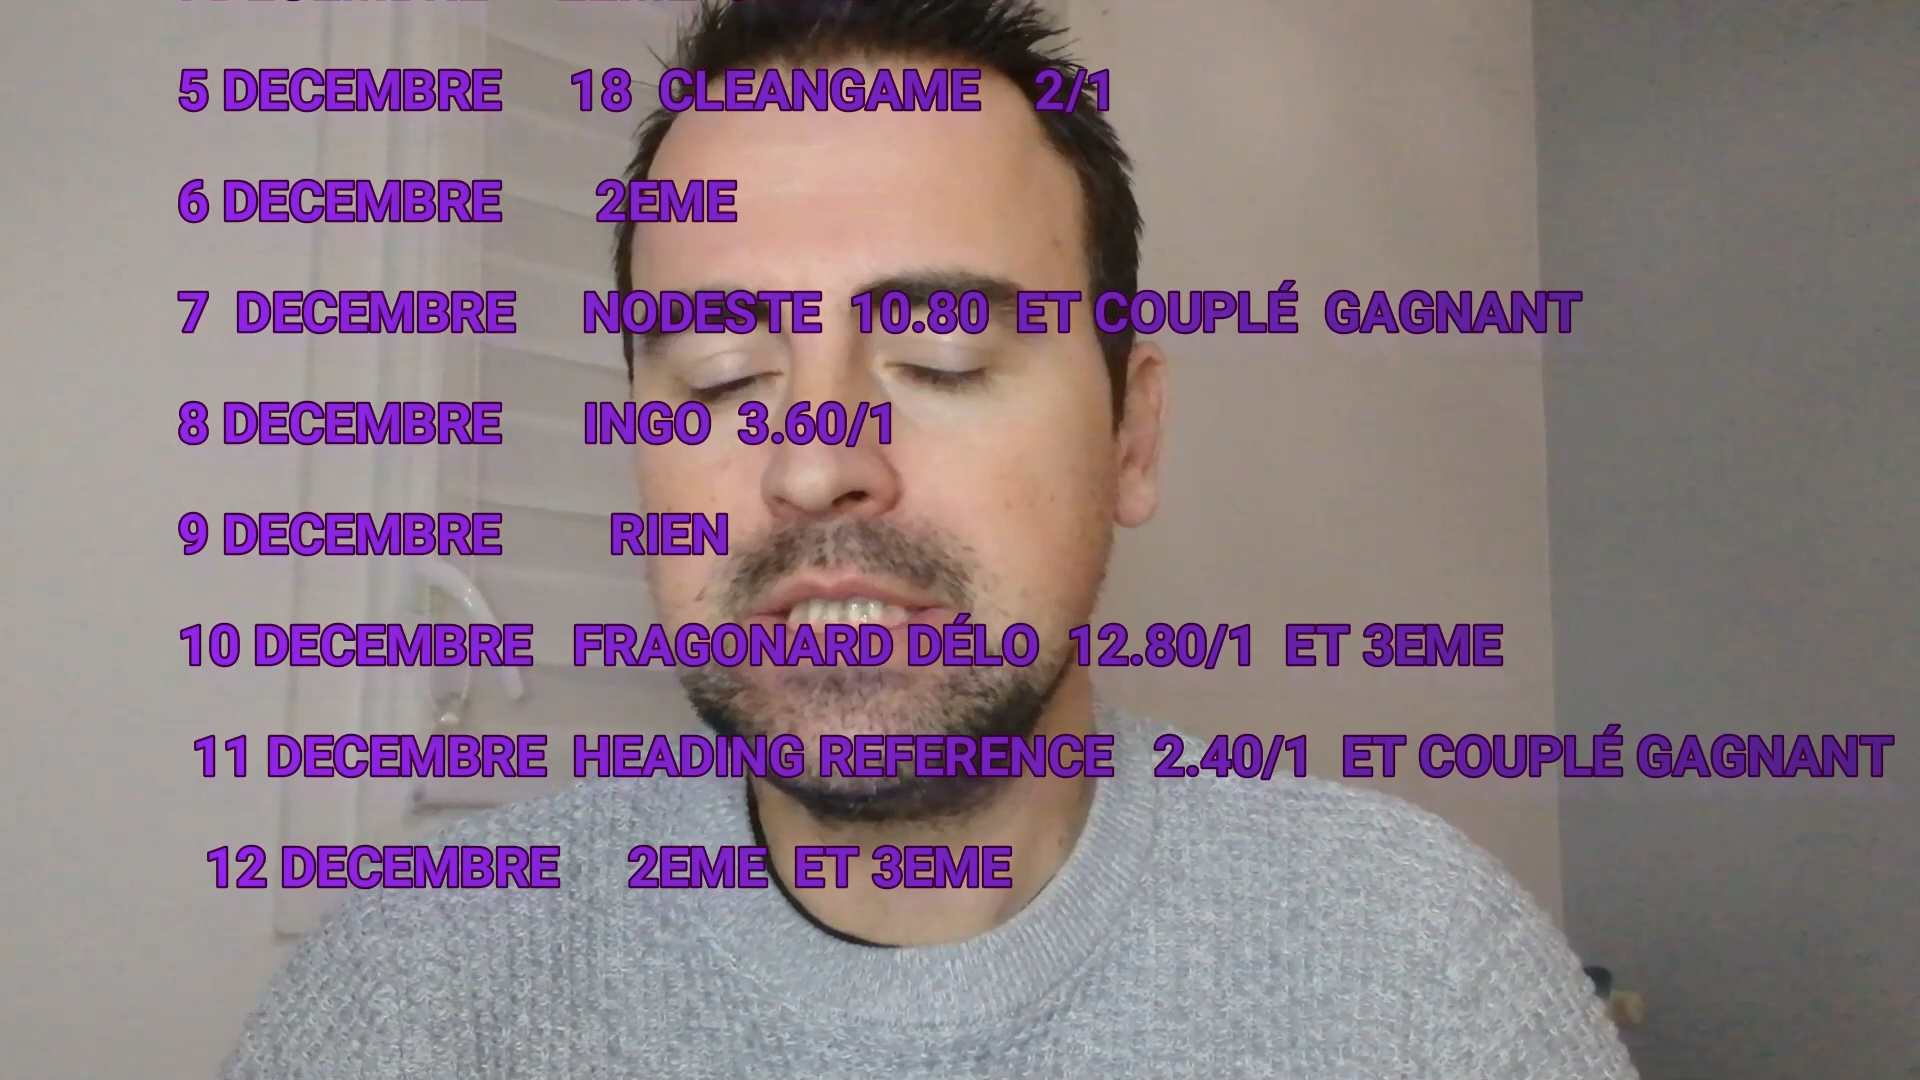 5 DECEMBRE 18 CLEANGAME 2/1
6 DECEMBRE 2EME
7 DECEMBRE NODESTE 10.80 ET COUPLÉ GAGNANT
8 DECEMBRE INGO 3.60/1
9 DECEMBRE RIEN
10 DECEMBRE FRAGONARD DÉLO 12.80/1 ET 3EME
11 DECEMBRE HEADING REFERENCE 2.40/1 ET COUPLÉ GAGNANT
12 DECEMBRE 2EME ET 3EME